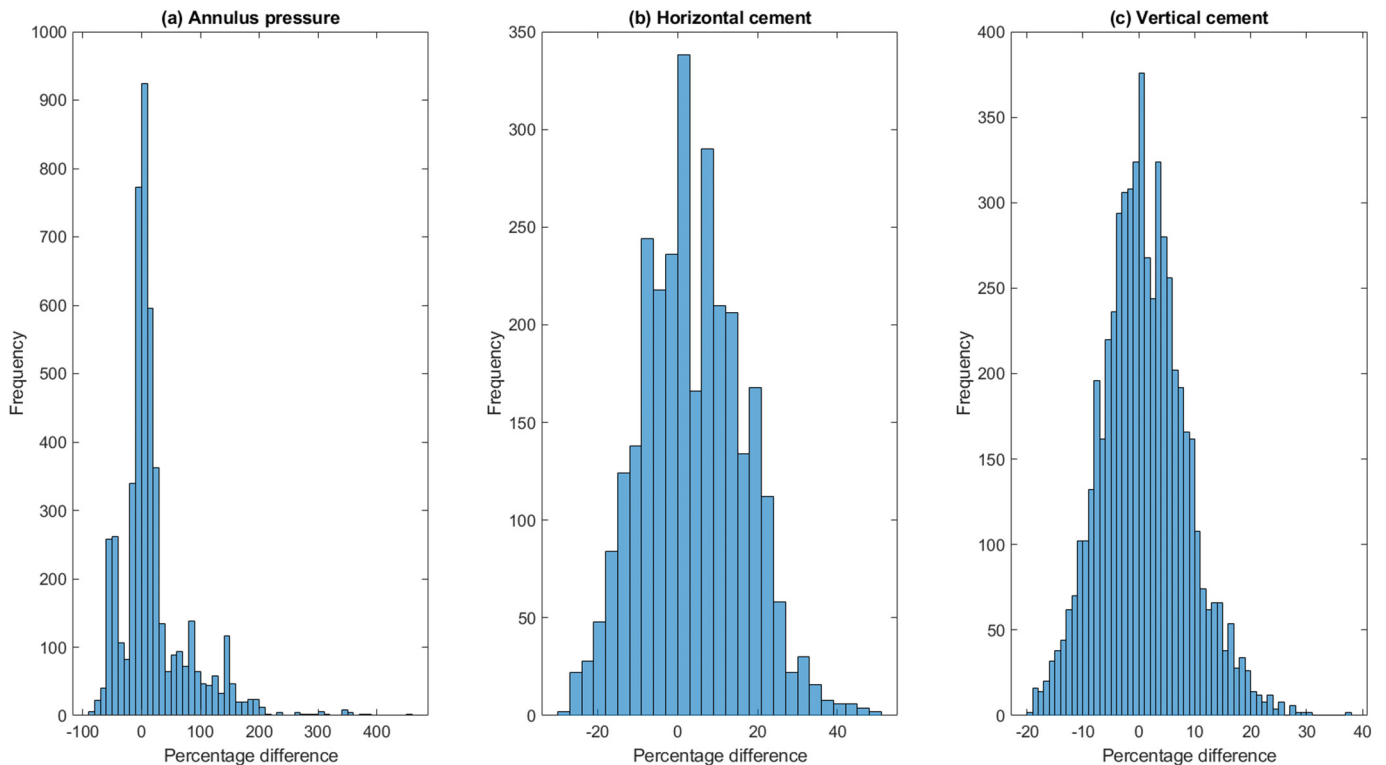 (a) Annulus pressure
1000
900
800
700
600
500
400
300
200
100
0
Frequency
-100 0 100 200 300 400
Percentage difference
(b) Horizontal cement
350
300
250
200
150
100
50
0
Frequency
-20 0 20 40
Percentage difference
(c) Vertical cement
400
350
300
250
200
150
100
50
0
Frequency
-20 -10 0 10 20 30 40
Percentage difference